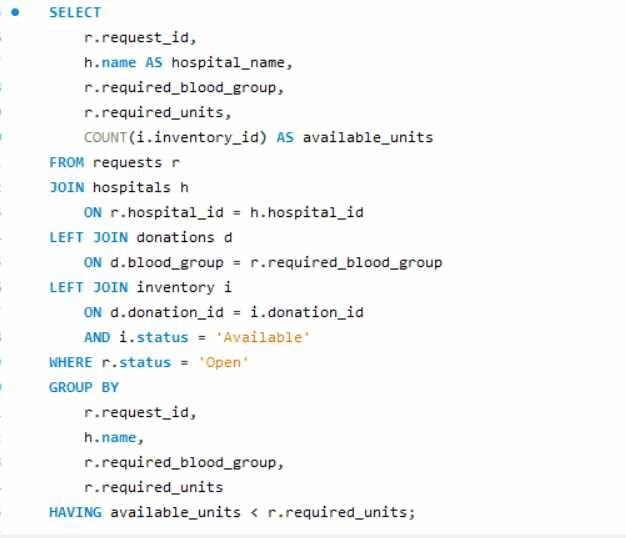 SELECT
r.request_id,
h.name AS hospital_name,
r.required_blood_group,
r.required_units,
COUNT(i.inventory_id) AS available_units
FROM requests r
JOIN hospitals h
ON r.hospital_id = h.hospital_id
LEFT JOIN donations d
ON d.blood_group = r.required_blood_group
LEFT JOIN inventory i
ON d.donation_id = i.donation_id
AND i.status = 'Available'
WHERE r.status = 'Open'
GROUP BY
r.request_id,
h.name,
r.required_blood_group,
r.required_units
HAVING available_units < r.required_units;